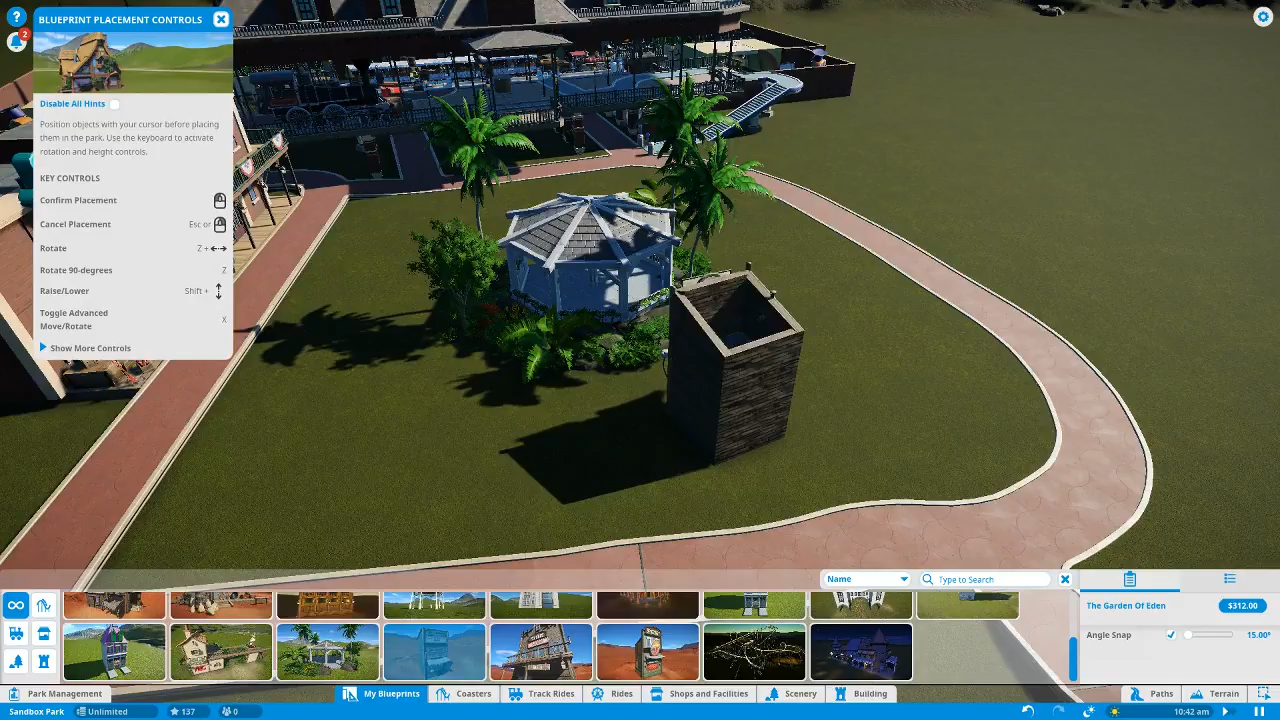 BLUEPRINT PLACEMENT CONTROLS
2
Disable All Hints
Position objects with your cursor before placing
them in the park. Use the keyboard to activate
rotation and height controls.
KEY CONTROLS
Confirm Placement
Cancel Placement Esc or
Rotate Z +
Rotate 90-degrees Z
Raise/Lower Shift +
Toggle Advanced
Move/Rotate X
Show More Controls
Name Type to Search
The Garden Of Eden $312.00
Angle Snap 15.00°
Park Management My Blueprints Coasters Track Rides Rides Shops and Facilities Scenery Building Paths Terrain
Sandbox Park Unlimited 137 0 10:42 am